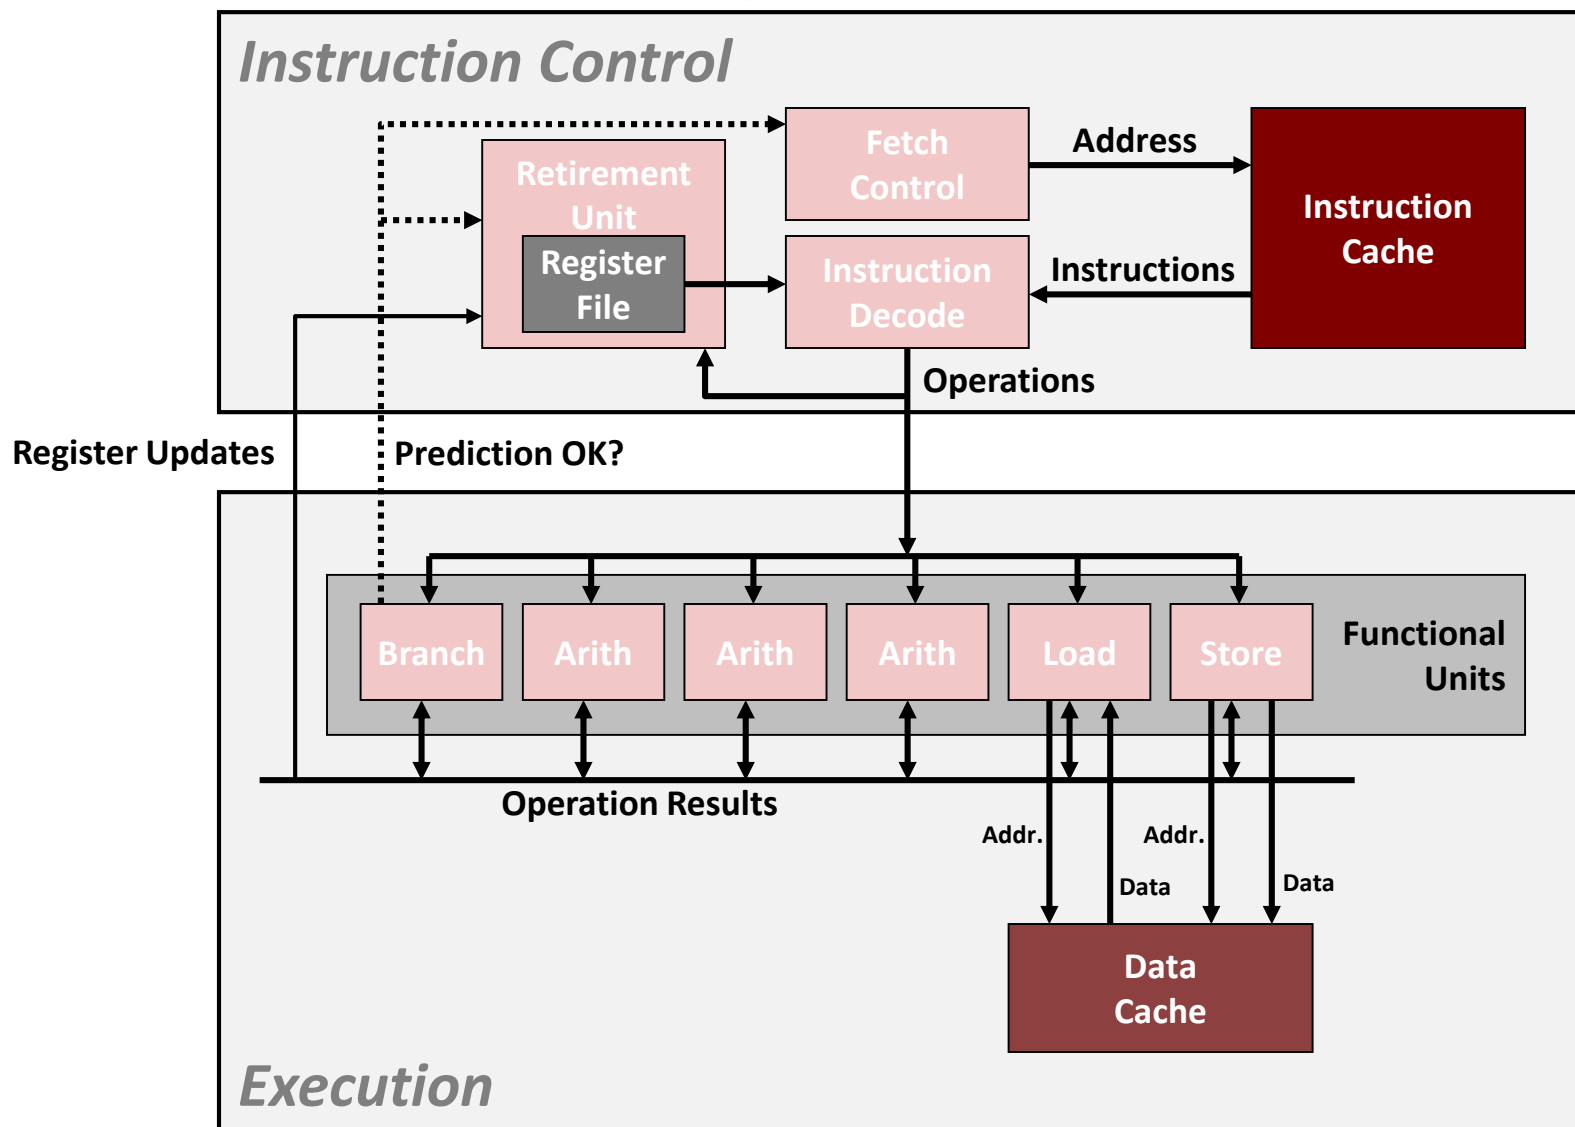 Instruction Control
Retirement
Unit
Register
File
Fetch
Control
Address
Instruction
Cache
Instruction
Decode
Instructions
Operations
Register Updates
Prediction OK?
Branch
Arith
Arith
Arith
Load
Store
Functional
Units
Operation Results
Addr.
Data
Addr.
Data
Data
Cache
Execution